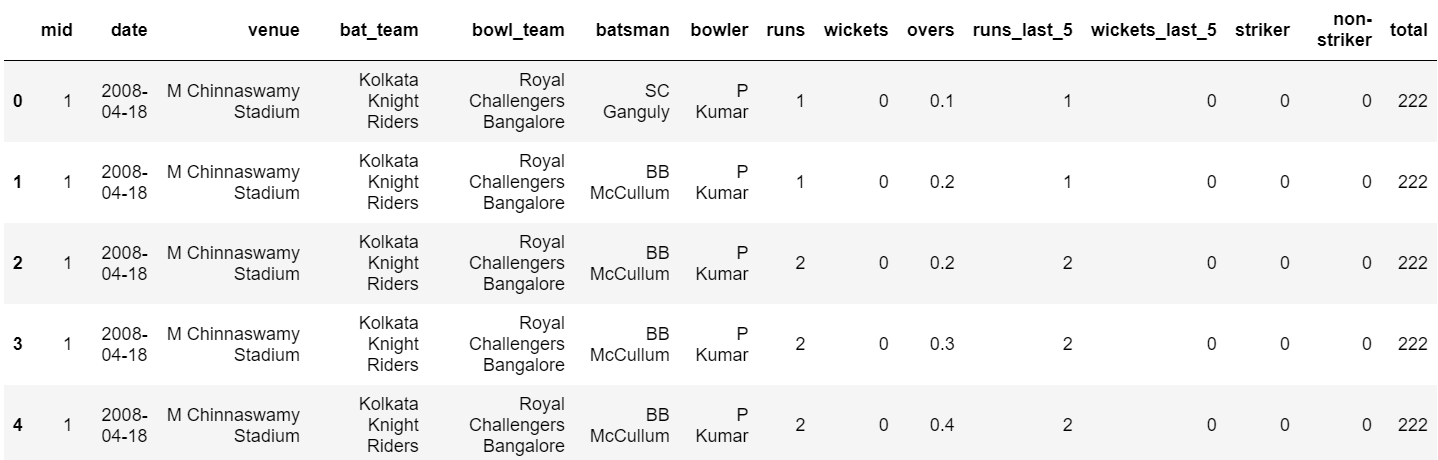 mid date venue bat_team bowl_team batsman bowler runs wickets overs runs_last_5 wickets_last_5 striker non-striker total
0 1 2008-04-18 M Chinnaswamy Stadium Kolkata Knight Riders Royal Challengers Bangalore SC Ganguly P Kumar 1 0 0.1 1 0 0 0 222
1 1 2008-04-18 M Chinnaswamy Stadium Kolkata Knight Riders Royal Challengers Bangalore BB McCullum P Kumar 1 0 0.2 1 0 0 0 222
2 1 2008-04-18 M Chinnaswamy Stadium Kolkata Knight Riders Royal Challengers Bangalore BB McCullum P Kumar 2 0 0.2 2 0 0 0 222
3 1 2008-04-18 M Chinnaswamy Stadium Kolkata Knight Riders Royal Challengers Bangalore BB McCullum P Kumar 2 0 0.3 2 0 0 0 222
4 1 2008-04-18 M Chinnaswamy Stadium Kolkata Knight Riders Royal Challengers Bangalore BB McCullum P Kumar 2 0 0.4 2 0 0 0 222